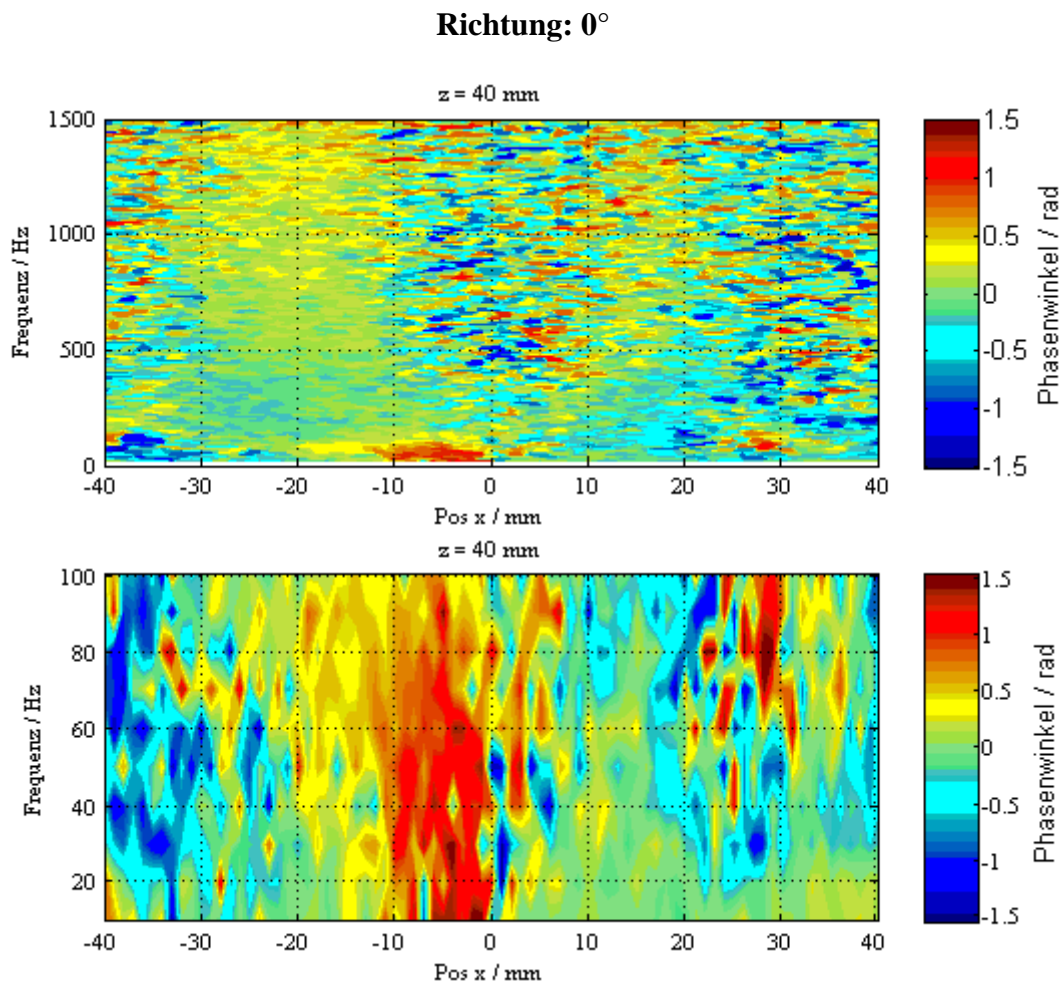 Richtung: 0°
z = 40 mm
1500
1000
500
0
Frequenz / Hz
-40 -30 -20 -10 0 10 20 30 40
Pos x / mm
1.5
1
0.5
0
-0.5
-1
-1.5
Phasenwinkel / rad
z = 40 mm
100
80
60
40
20
Frequenz / Hz
-40 -30 -20 -10 0 10 20 30 40
Pos x / mm
1.5
1
0.5
0
-0.5
-1
-1.5
Phasenwinkel / rad